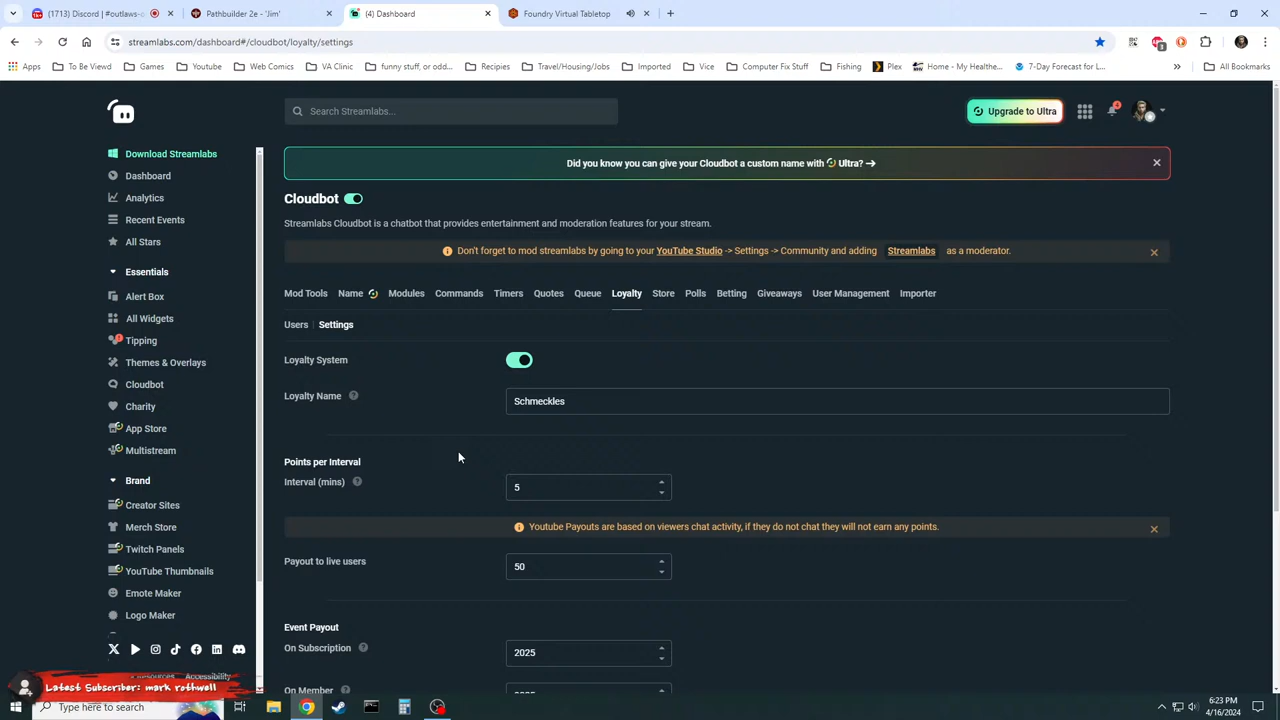 (1713) Discord | #outlaws-o
Pathbuilder 2e - 'Jim'
(4) Dashboard
Foundry Virtual Tabletop
streamlabs.com/dashboard#/cloudbot/loyalty/settings
Apps
To Be Viewed
Games
Youtube
Web Comics
VA Clinic
funny stuff, or odd...
Recipies
Travel/Housing/Jobs
Imported
Vice
Computer Fix Stuff
Fishing
Plex
Home - My Healthe...
7-Day Forecast for L...
All Bookmarks
Search Streamlabs...
Upgrade to Ultra
Download Streamlabs
Dashboard
Analytics
Recent Events
All Stars
Essentials
Alert Box
All Widgets
Tipping
Themes & Overlays
Cloudbot
Charity
App Store
Multistream
Brand
Creator Sites
Merch Store
Twitch Panels
YouTube Thumbnails
Emote Maker
Logo Maker
Accessibility
Did you know you can give your Cloudbot a custom name with Ultra?
Cloudbot
Streamlabs Cloudbot is a chatbot that provides entertainment and moderation features for your stream.
Don't forget to mod streamlabs by going to your YouTube Studio -> Settings -> Community and adding Streamlabs as a moderator.
Mod Tools
Name
Modules
Commands
Timers
Quotes
Queue
Loyalty
Store
Polls
Betting
Giveaways
User Management
Importer
Users | Settings
Loyalty System
Loyalty Name
Schmeckles
Points per Interval
Interval (mins)
5
Youtube Payouts are based on viewers chat activity, if they do not chat they will not earn any points.
Payout to live users
50
Event Payout
On Subscription
2025
On Member
Latest Subscriber: mark rothwell
Type here to search
6:23 PM
4/16/2024